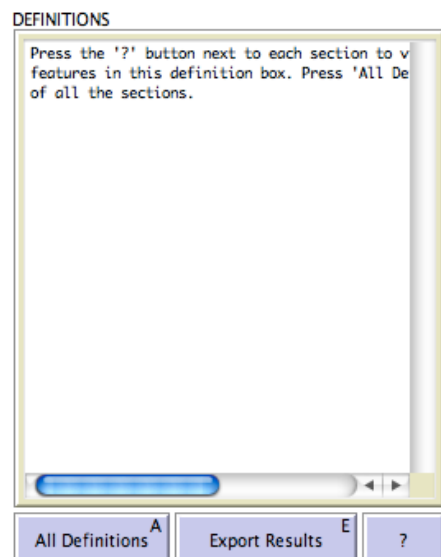 DEFINITIONS
Press the '?' button next to each section to v
features in this definition box. Press 'All De
of all the sections.
A
All Definitions
E
Export Results
?